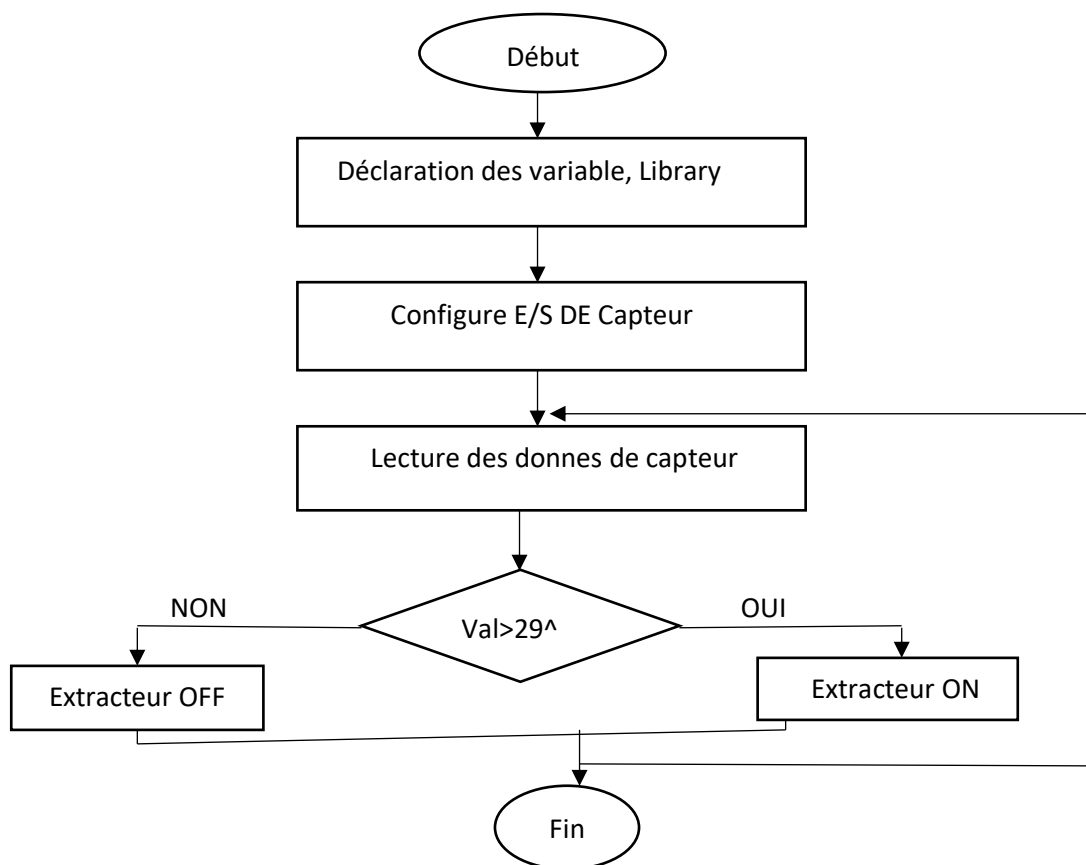 Début
Déclaration des variable, Library
Configure E/S DE Capteur
Lecture des donnes de capteur
NON
OUI
Val>29^
Extracteur OFF
Extracteur ON
Fin